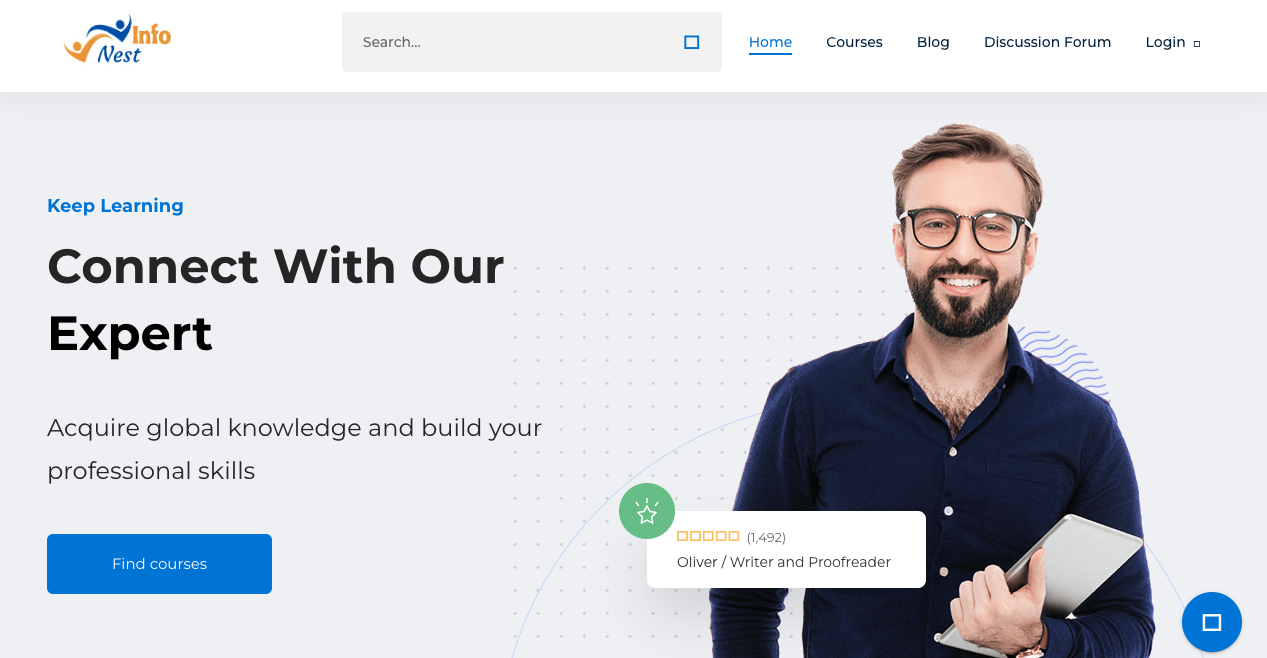 Info
Nest
Search...
Home
Courses
Blog
Discussion Forum
Login
Keep Learning
Connect With Our
Expert
Acquire global knowledge and build your
professional skills
Find courses
(1,492)
Oliver / Writer and Proofreader